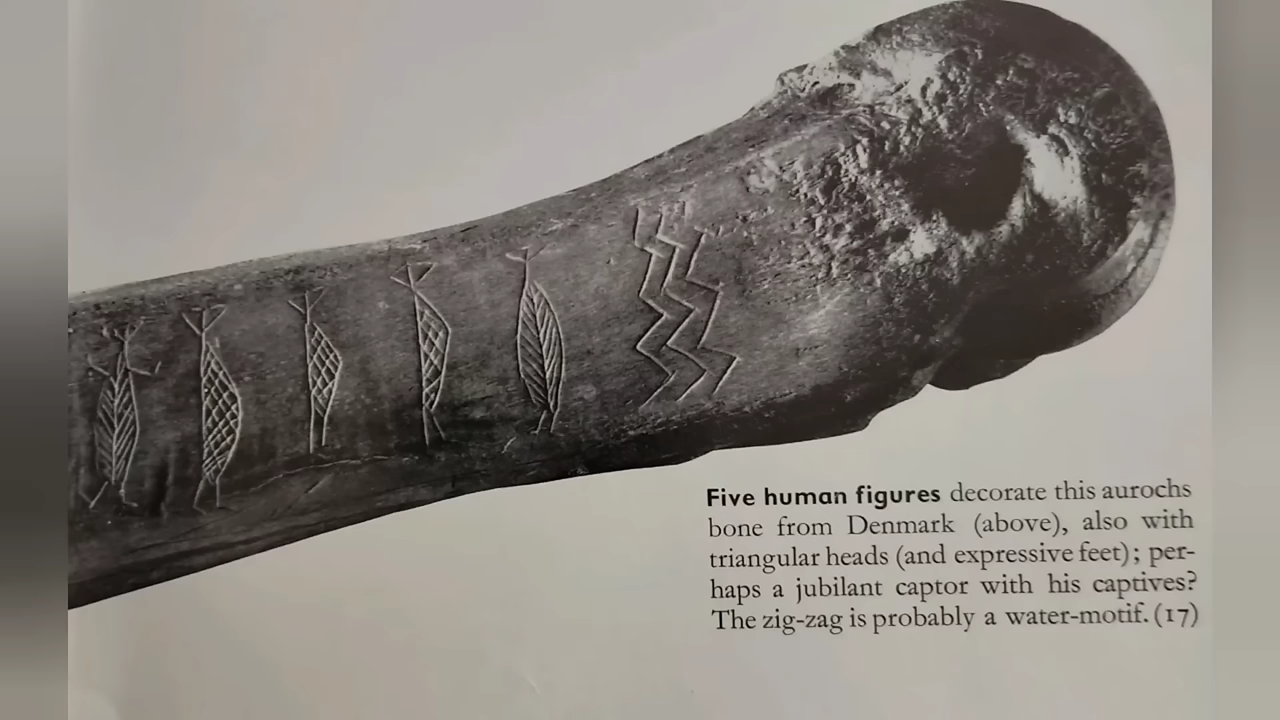 Five human figures decorate this aurochs
bone from Denmark (above), also with
triangular heads (and expressive feet); per-
haps a jubilant captor with his captives?
The zig-zag is probably a water-motif. (17)